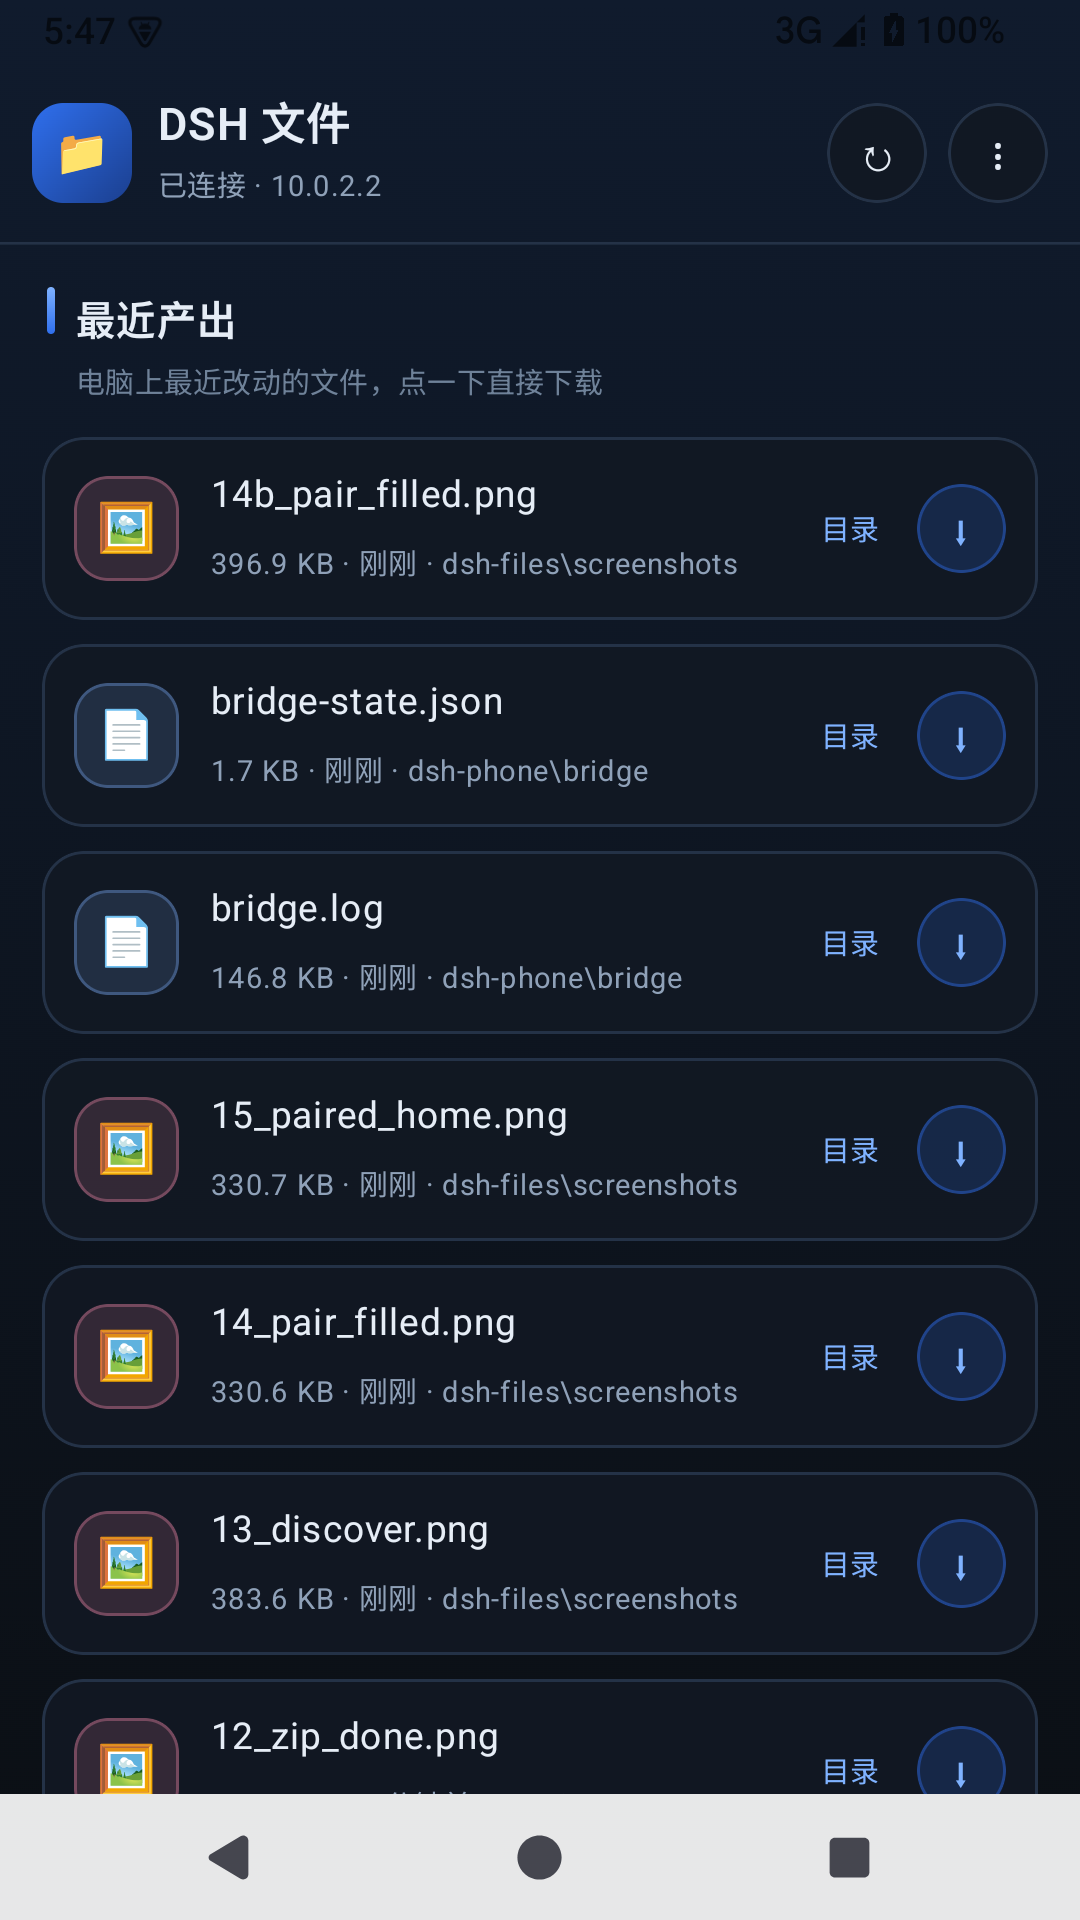 5:47
3G 100%
DSH 文件
已连接 · 10.0.2.2
最近产出
电脑上最近改动的文件，点一下直接下载
14b_pair_filled.png
396.9 KB · 刚刚 · dsh-files\screenshots
目录
bridge-state.json
1.7 KB · 刚刚 · dsh-phone\bridge
目录
bridge.log
146.8 KB · 刚刚 · dsh-phone\bridge
目录
15_paired_home.png
330.7 KB · 刚刚 · dsh-files\screenshots
目录
14_pair_filled.png
330.6 KB · 刚刚 · dsh-files\screenshots
目录
13_discover.png
383.6 KB · 刚刚 · dsh-files\screenshots
目录
12_zip_done.png
目录